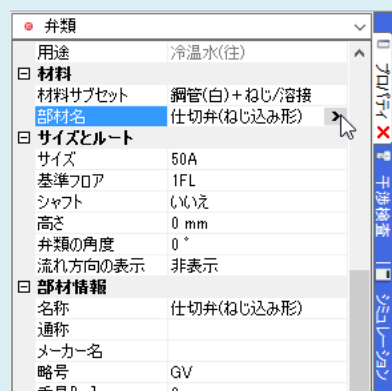 弁類
用途 冷温水(往)
材料
材料サブセット 鋼管(白)+ねじ/溶接
部材名 仕切弁(ねじ込み形)
サイズとルート
サイズ 50A
基準フロア 1FL
シャフト いいえ
高さ 0 mm
弁類の角度 0 °
流れ方向の表示 非表示
部材情報
名称 仕切弁(ねじ込み形)
通称
メーカー名
略号 GV
プロパティ
干渉検査
シミュレーション